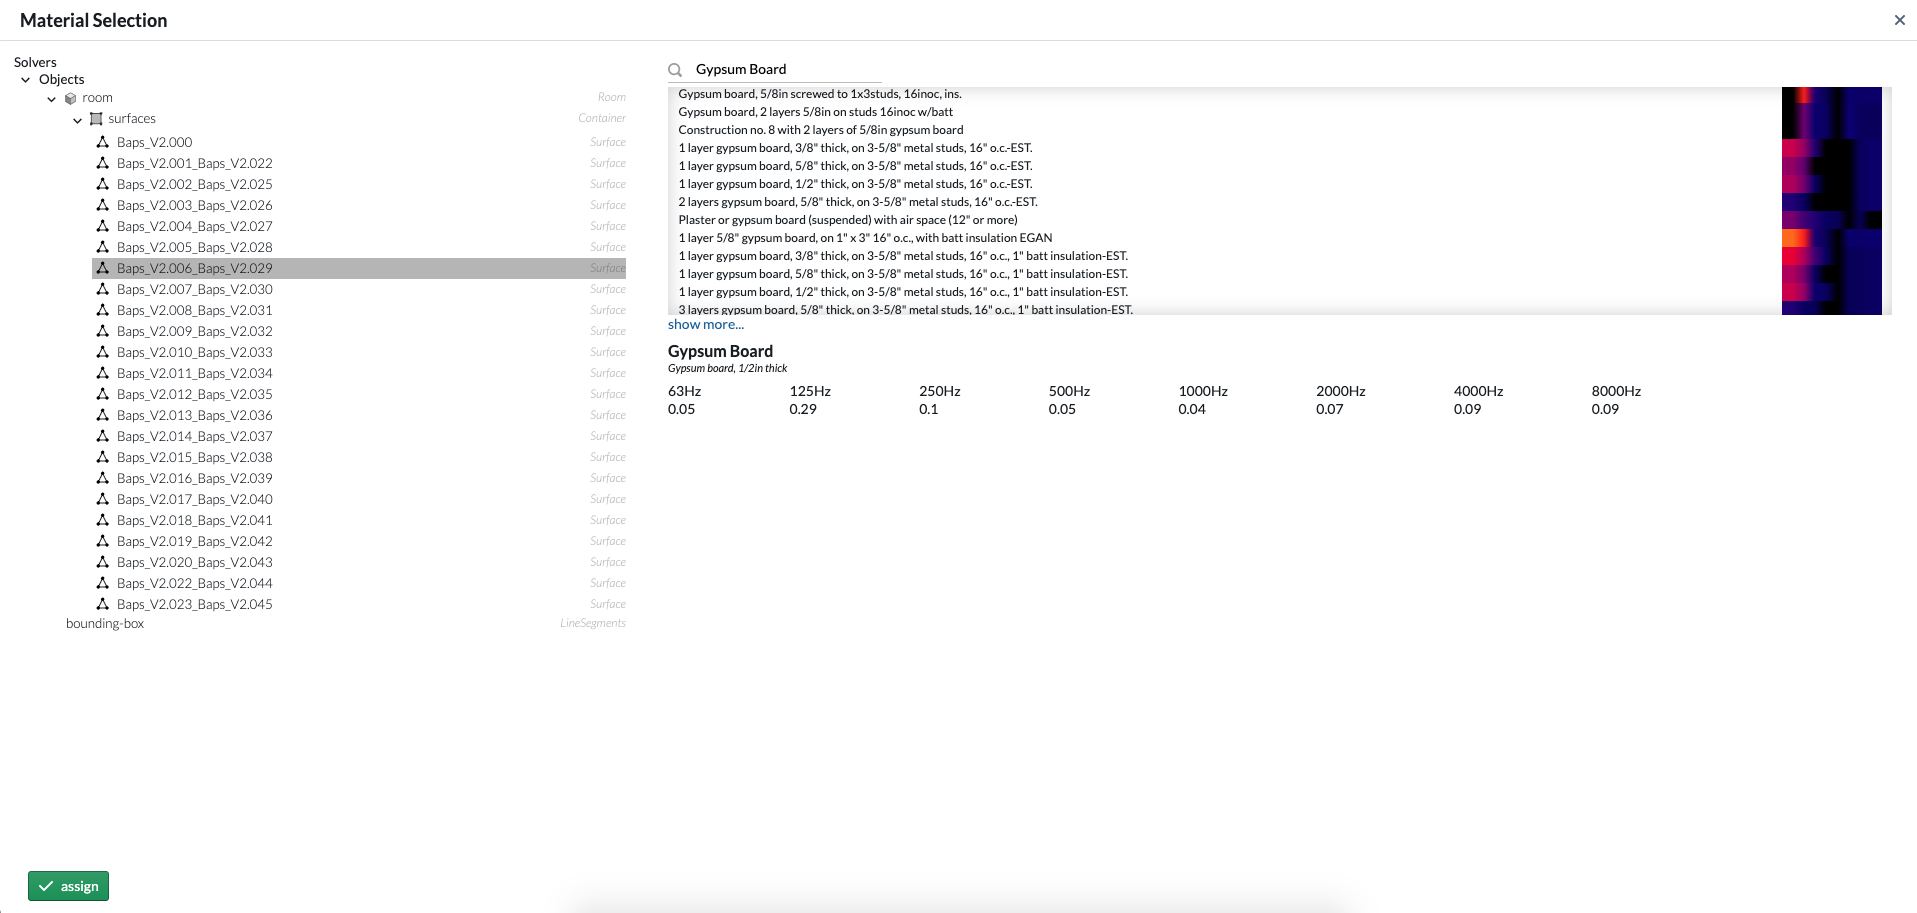 Material Selection
Solvers
Objects
room Room
surfaces Container
Baps_V2.000 Surface
Baps_V2.001_Baps_V2.022 Surface
Baps_V2.002_Baps_V2.025 Surface
Baps_V2.003_Baps_V2.026 Surface
Baps_V2.004_Baps_V2.027 Surface
Baps_V2.005_Baps_V2.028 Surface
Baps_V2.006_Baps_V2.029 Surface
Baps_V2.007_Baps_V2.030 Surface
Baps_V2.008_Baps_V2.031 Surface
Baps_V2.009_Baps_V2.032 Surface
Baps_V2.010_Baps_V2.033 Surface
Baps_V2.011_Baps_V2.034 Surface
Baps_V2.012_Baps_V2.035 Surface
Baps_V2.013_Baps_V2.036 Surface
Baps_V2.014_Baps_V2.037 Surface
Baps_V2.015_Baps_V2.038 Surface
Baps_V2.016_Baps_V2.039 Surface
Baps_V2.017_Baps_V2.040 Surface
Baps_V2.018_Baps_V2.041 Surface
Baps_V2.019_Baps_V2.042 Surface
Baps_V2.020_Baps_V2.043 Surface
Baps_V2.022_Baps_V2.044 Surface
Baps_V2.023_Baps_V2.045 Surface
bounding-box LineSegments
assign
Gypsum Board
Gypsum board, 5/8in screwed to 1x3studs, 16inoc, ins.
Gypsum board, 2 layers 5/8in on studs 16inoc w/batt
Construction no. 8 with 2 layers of 5/8in gypsum board
1 layer gypsum board, 3/8" thick, on 3-5/8" metal studs, 16" o.c.-EST.
1 layer gypsum board, 5/8" thick, on 3-5/8" metal studs, 16" o.c.-EST.
1 layer gypsum board, 1/2" thick, on 3-5/8" metal studs, 16" o.c.-EST.
2 layers gypsum board, 5/8" thick, on 3-5/8" metal studs, 16" o.c.-EST.
Plaster or gypsum board (suspended) with air space (12" or more)
1 layer 5/8" gypsum board, on 1" x 3" 16" o.c., with batt insulation EGAN
1 layer gypsum board, 3/8" thick, on 3-5/8" metal studs, 16" o.c., 1" batt insulation-EST.
1 layer gypsum board, 5/8" thick, on 3-5/8" metal studs, 16" o.c., 1" batt insulation-EST.
1 layer gypsum board, 1/2" thick, on 3-5/8" metal studs, 16" o.c., 1" batt insulation-EST.
3 layers gypsum board, 5/8" thick, on 3-5/8" metal studs, 16" o.c., 1" batt insulation-EST.
show more...
Gypsum Board
Gypsum board, 1/2in thick
63Hz 125Hz 250Hz 500Hz 1000Hz 2000Hz 4000Hz 8000Hz
0.05 0.29 0.1 0.05 0.04 0.07 0.09 0.09